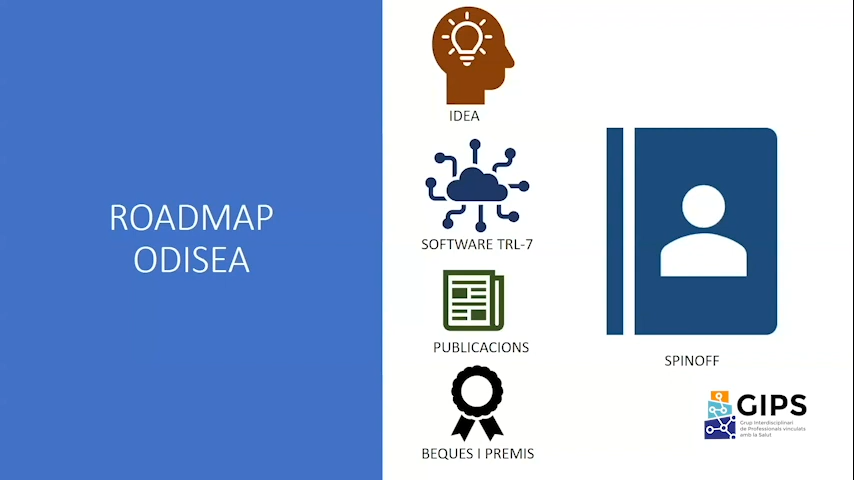 ROADMAP
ODISEA
IDEA
SOFTWARE TRL-7
PUBLICACIONS
BEQUES I PREMIS
SPINOFF
GIPS
Grup Interdisciplinari
de Professionals vinculats
amb la Salut